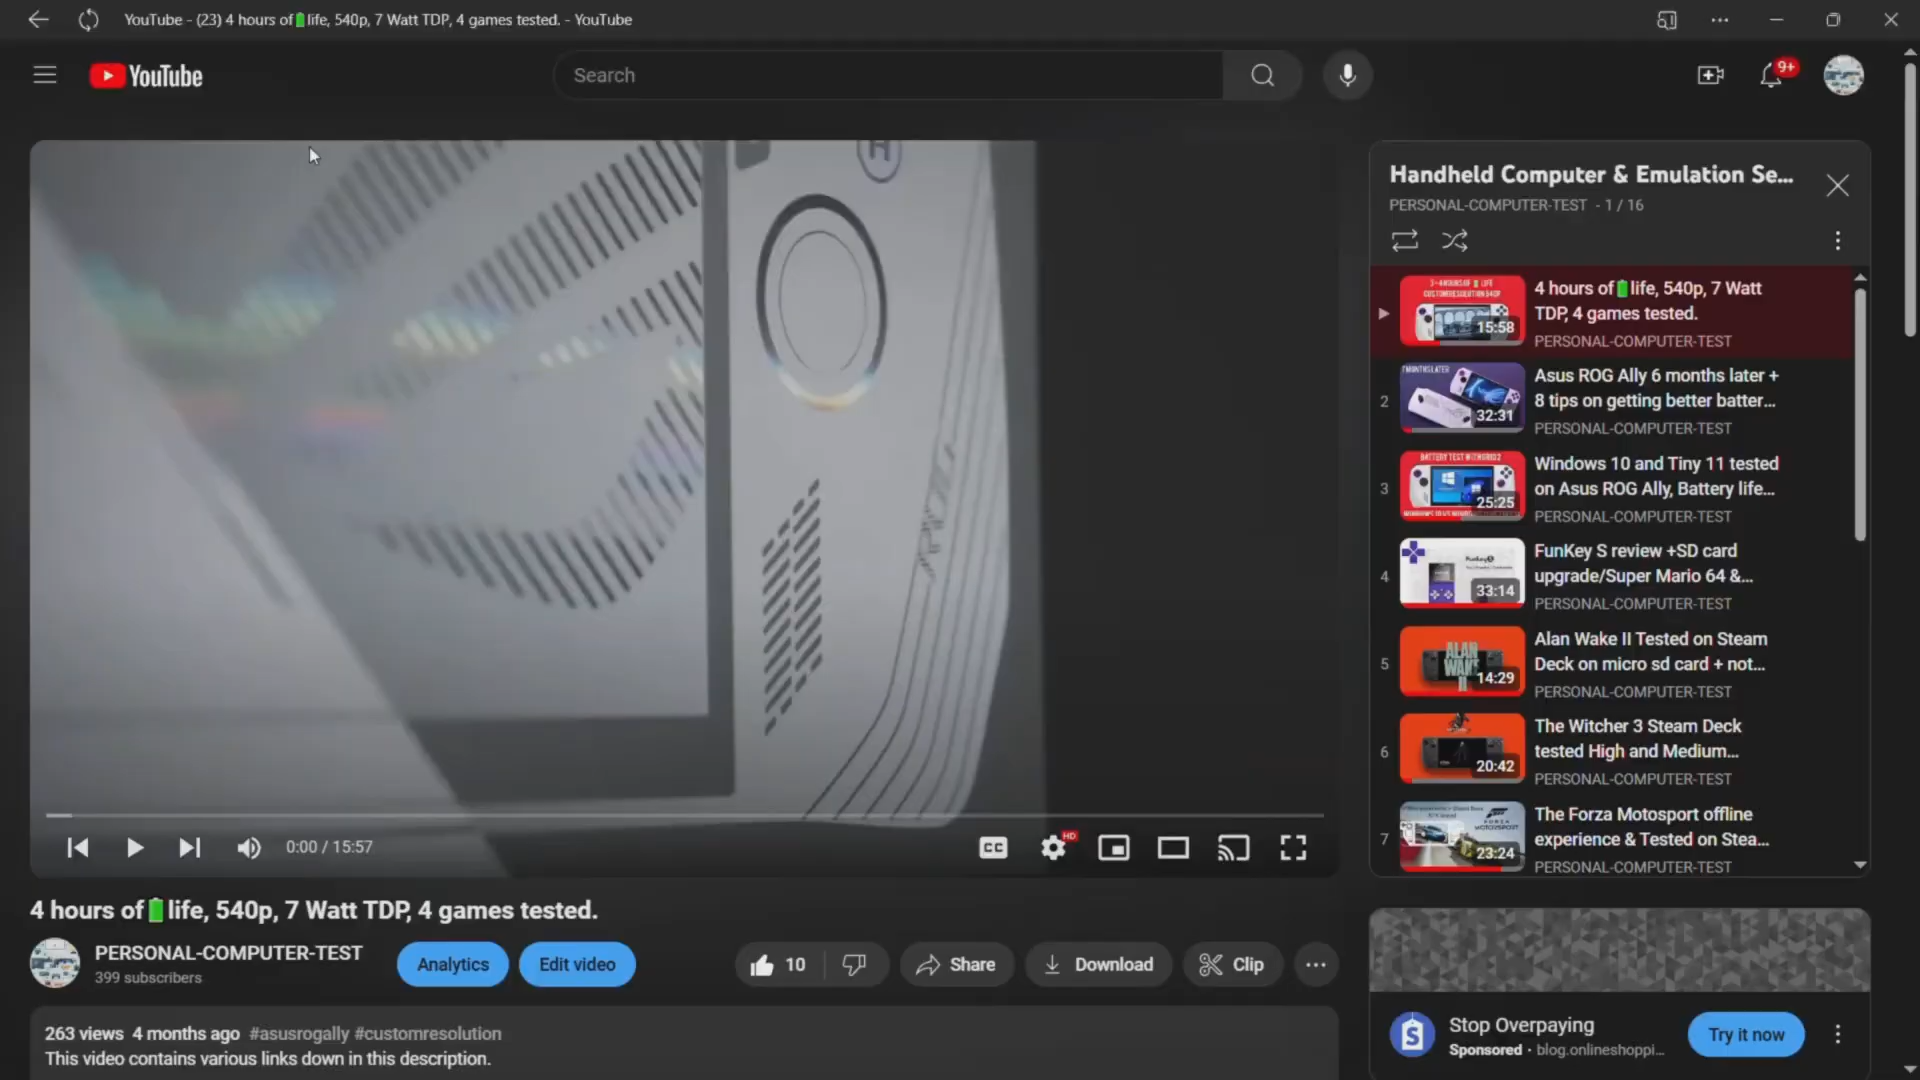 YouTube - (23) 4 hours of🔋life, 540p, 7 Watt TDP, 4 games tested. - YouTube
YouTube
Search
9+
Handheld Computer & Emulation Se...
PERSONAL-COMPUTER-TEST - 1 / 16
4 hours of🔋life, 540p, 7 Watt
TDP, 4 games tested.
PERSONAL-COMPUTER-TEST
15:58
2
Asus ROG Ally 6 months later +
8 tips on getting better batter...
PERSONAL-COMPUTER-TEST
32:31
3
Windows 10 and Tiny 11 tested
on Asus ROG Ally, Battery life...
PERSONAL-COMPUTER-TEST
25:25
4
FunKey S review +SD card
upgrade/Super Mario 64 &...
PERSONAL-COMPUTER-TEST
33:14
5
Alan Wake II Tested on Steam
Deck on micro sd card + not...
PERSONAL-COMPUTER-TEST
ALAN
WAKE
II
14:29
6
The Witcher 3 Steam Deck
tested High and Medium...
PERSONAL-COMPUTER-TEST
20:42
7
The Forza Motosport offline
experience & Tested on Stea...
PERSONAL-COMPUTER-TEST
23:24
0:00 / 15:57
CC
HD
4 hours of🔋life, 540p, 7 Watt TDP, 4 games tested.
PERSONAL-COMPUTER-TEST
399 subscribers
Analytics
Edit video
10
Share
Download
Clip
263 views 4 months ago #asusrogally #customresolution
This video contains various links down in this description.
Stop Overpaying
Sponsored · blog.onlineshoppi...
Try it now